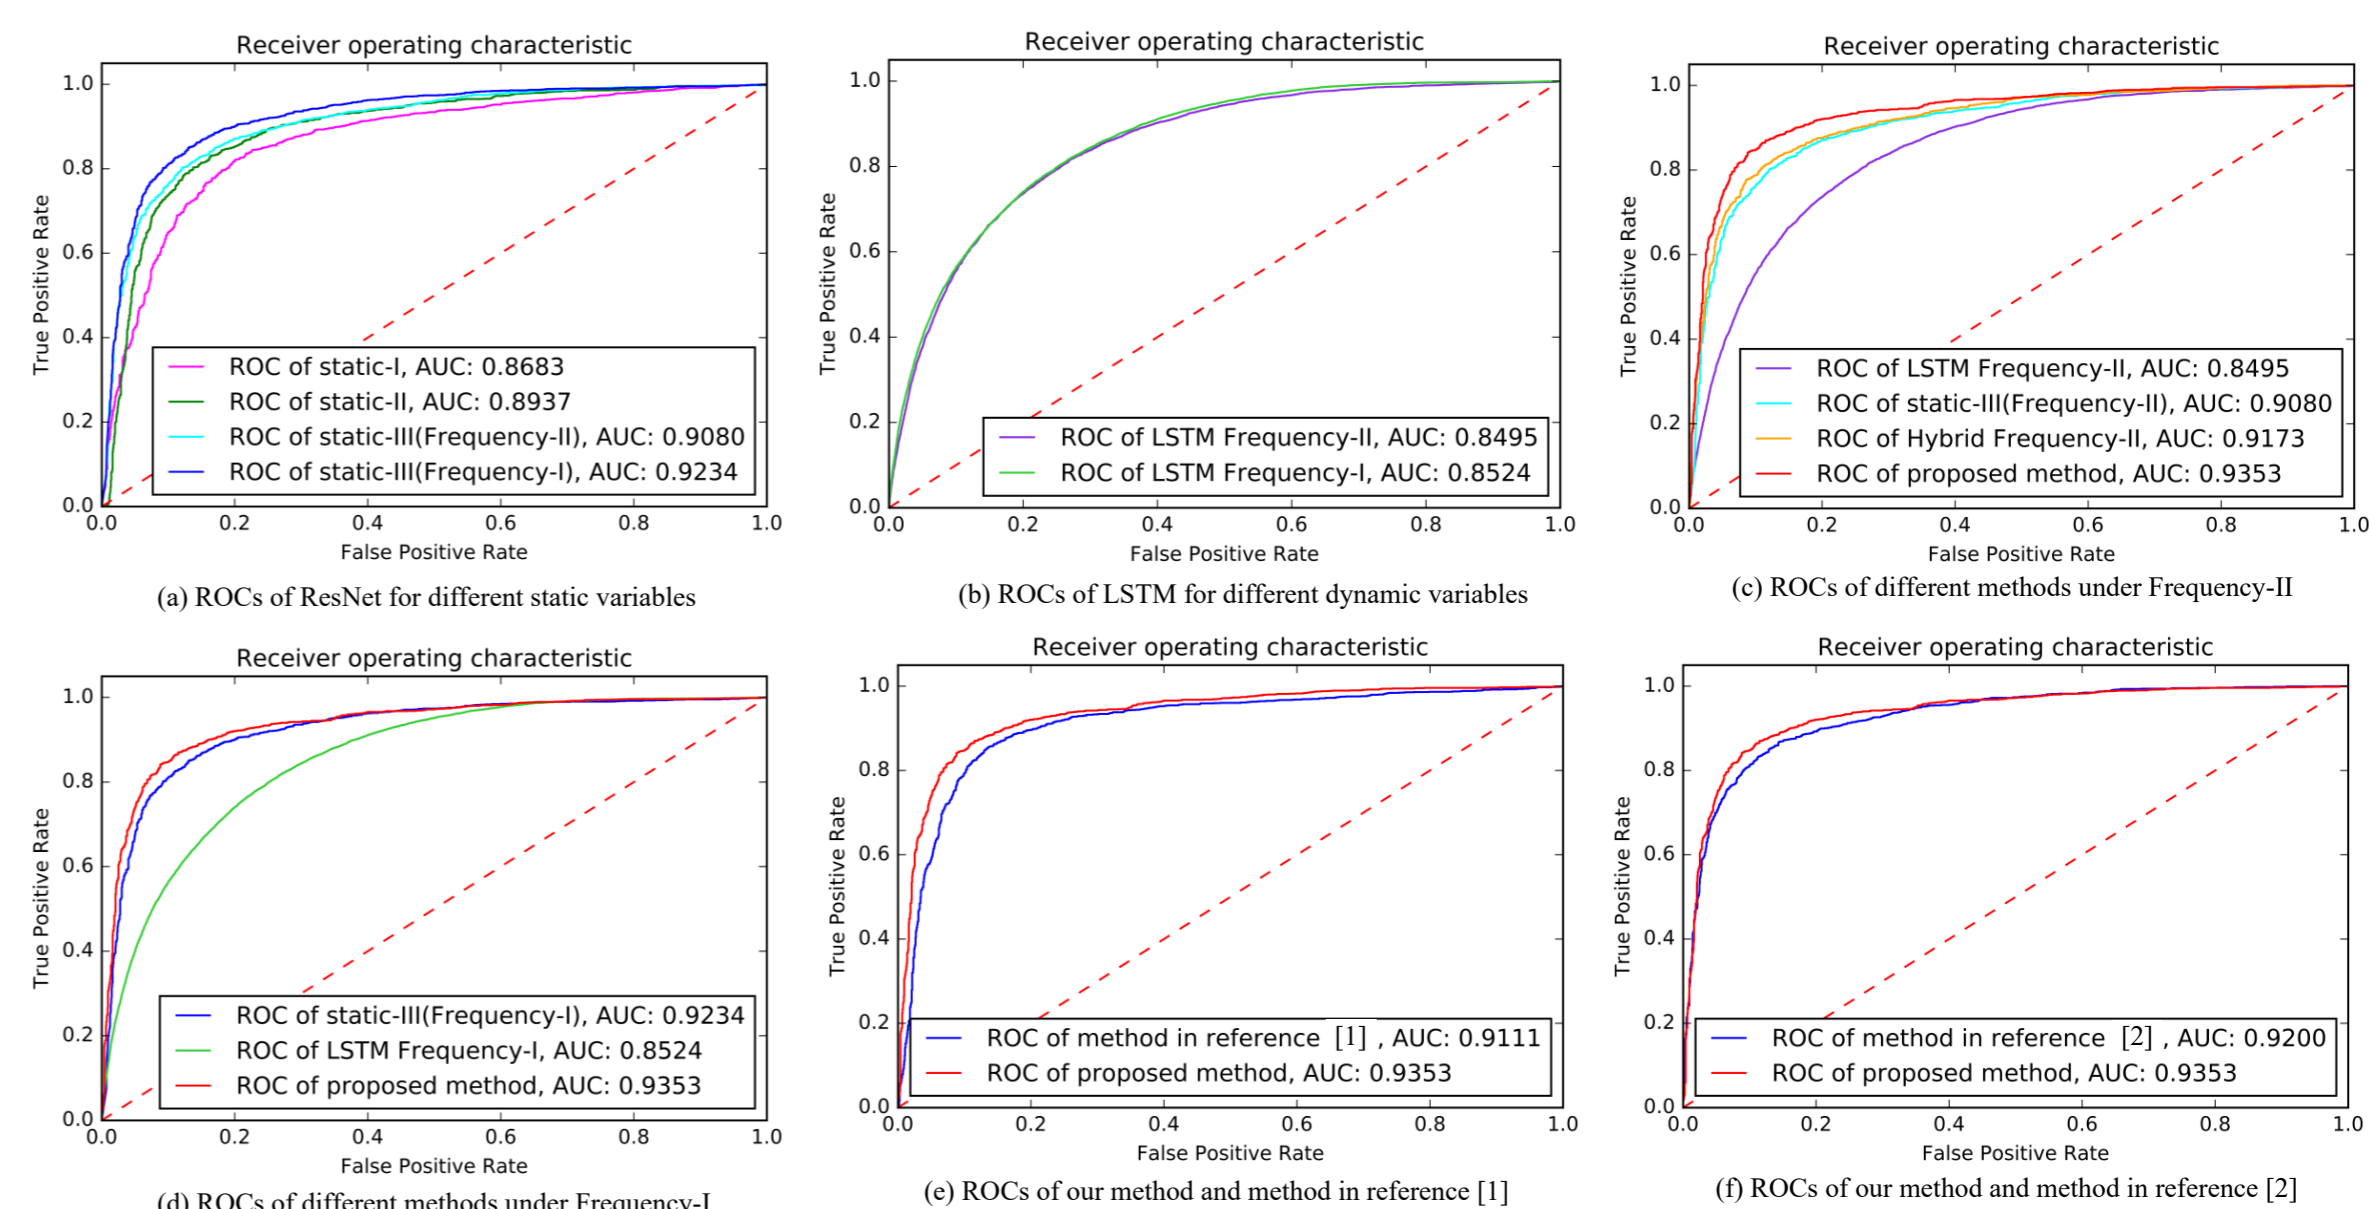 Receiver operating characteristic
1.0
0.8
0.6
0.4
0.2
0.0
True Positive Rate
ROC of static-I, AUC: 0.8683
ROC of static-II, AUC: 0.8937
ROC of static-III(Frequency-II), AUC: 0.9080
ROC of static-III(Frequency-I), AUC: 0.9234
0.0 0.2 0.4 0.6 0.8 1.0
False Positive Rate
(a) ROCs of ResNet for different static variables
Receiver operating characteristic
1.0
0.8
0.6
0.4
0.2
0.0
True Positive Rate
ROC of LSTM Frequency-II, AUC: 0.8495
ROC of LSTM Frequency-I, AUC: 0.8524
0.0 0.2 0.4 0.6 0.8 1.0
False Positive Rate
(b) ROCs of LSTM for different dynamic variables
Receiver operating characteristic
1.0
0.8
0.6
0.4
0.2
0.0
True Positive Rate
ROC of LSTM Frequency-II, AUC: 0.8495
ROC of static-III(Frequency-II), AUC: 0.9080
ROC of Hybrid Frequency-II, AUC: 0.9173
ROC of proposed method, AUC: 0.9353
0.0 0.2 0.4 0.6 0.8 1.0
False Positive Rate
(c) ROCs of different methods under Frequency-II
Receiver operating characteristic
1.0
0.8
0.6
0.4
0.2
0.0
True Positive Rate
ROC of static-III(Frequency-I), AUC: 0.9234
ROC of LSTM Frequency-I, AUC: 0.8524
ROC of proposed method, AUC: 0.9353
0.0 0.2 0.4 0.6 0.8 1.0
False Positive Rate
(d) ROCs of different methods under Frequency-I
Receiver operating characteristic
1.0
0.8
0.6
0.4
0.2
0.0
True Positive Rate
ROC of method in reference [1] , AUC: 0.9111
ROC of proposed method, AUC: 0.9353
0.0 0.2 0.4 0.6 0.8 1.0
False Positive Rate
(e) ROCs of our method and method in reference [1]
Receiver operating characteristic
1.0
0.8
0.6
0.4
0.2
0.0
True Positive Rate
ROC of method in reference [2] , AUC: 0.9200
ROC of proposed method, AUC: 0.9353
0.0 0.2 0.4 0.6 0.8 1.0
False Positive Rate
(f) ROCs of our method and method in reference [2]